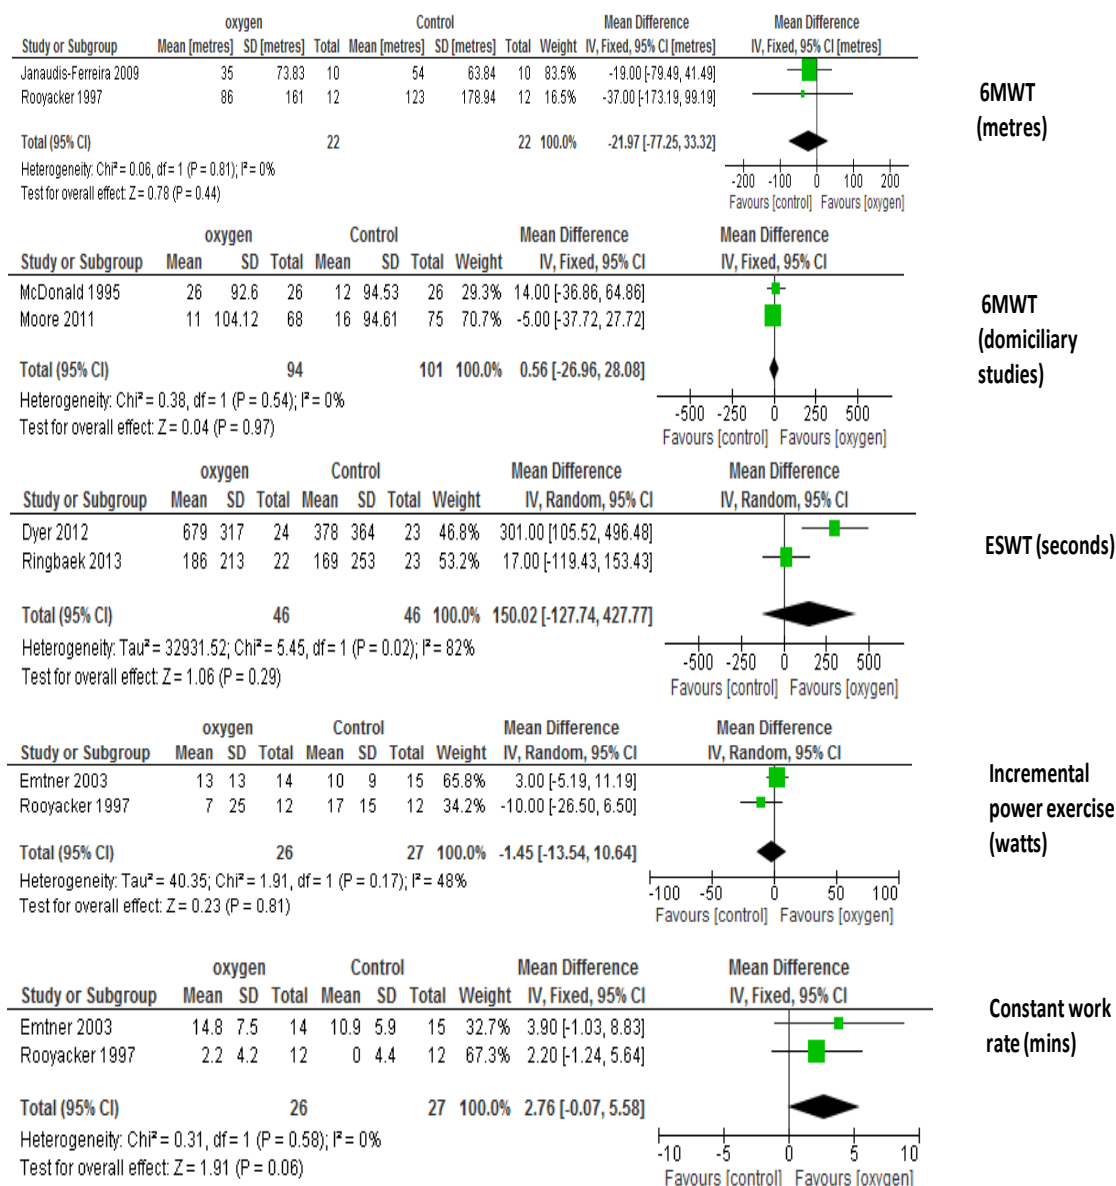 oxygen Control Mean Difference Mean Difference
Study or Subgroup Mean [metres] SD [metres] Total Mean [metres] SD [metres] Total Weight IV, Fixed, 95% CI [metres] IV, Fixed, 95% CI [metres]
Janaudis-Ferreira 2009 35 73.83 10 54 63.84 10 83.5% -19.00 [-79.49, 41.49]
Rooyacker 1997 86 161 12 123 178.94 12 16.5% -37.00 [-173.19, 99.19]
Total (95% CI) 22 22 100.0% -21.97 [-77.25, 33.32]
Heterogeneity: Chi² = 0.06, df = 1 (P = 0.81); I² = 0%
Test for overall effect: Z = 0.78 (P = 0.44)
-200 -100 0 100 200
Favours [control] Favours [oxygen]
6MWT
(metres)
oxygen Control Mean Difference Mean Difference
Study or Subgroup Mean SD Total Mean SD Total Weight IV, Fixed, 95% CI IV, Fixed, 95% CI
McDonald 1995 26 92.6 26 12 94.53 26 29.3% 14.00 [-36.86, 64.86]
Moore 2011 11 104.12 68 16 94.61 75 70.7% -5.00 [-37.72, 27.72]
Total (95% CI) 94 101 100.0% 0.56 [-26.96, 28.08]
Heterogeneity: Chi² = 0.38, df = 1 (P = 0.54); I² = 0%
Test for overall effect: Z = 0.04 (P = 0.97)
-500 -250 0 250 500
Favours [control] Favours [oxygen]
6MWT
(domiciliary
studies)
oxygen Control Mean Difference Mean Difference
Study or Subgroup Mean SD Total Mean SD Total Weight IV, Random, 95% CI IV, Random, 95% CI
Dyer 2012 679 317 24 378 364 23 46.8% 301.00 [105.52, 496.48]
Ringbaek 2013 186 213 22 169 253 23 53.2% 17.00 [-119.43, 153.43]
Total (95% CI) 46 46 100.0% 150.02 [-127.74, 427.77]
Heterogeneity: Tau² = 32931.52; Chi² = 5.45, df = 1 (P = 0.02); I² = 82%
Test for overall effect: Z = 1.06 (P = 0.29)
-500 -250 0 250 500
Favours [control] Favours [oxygen]
ESWT (seconds)
oxygen Control Mean Difference Mean Difference
Study or Subgroup Mean SD Total Mean SD Total Weight IV, Random, 95% CI IV, Random, 95% CI
Emtner 2003 13 13 14 10 9 15 65.8% 3.00 [-5.19, 11.19]
Rooyacker 1997 7 25 12 17 15 12 34.2% -10.00 [-26.50, 6.50]
Total (95% CI) 26 27 100.0% -1.45 [-13.54, 10.64]
Heterogeneity: Tau² = 40.35; Chi² = 1.91, df = 1 (P = 0.17); I² = 48%
Test for overall effect: Z = 0.23 (P = 0.81)
-100 -50 0 50 100
Favours [control] Favours [oxygen]
Incremental
power exercise
(watts)
oxygen Control Mean Difference Mean Difference
Study or Subgroup Mean SD Total Mean SD Total Weight IV, Fixed, 95% CI IV, Fixed, 95% CI
Emtner 2003 14.8 7.5 14 10.9 5.9 15 32.7% 3.90 [-1.03, 8.83]
Rooyacker 1997 2.2 4.2 12 0 4.4 12 67.3% 2.20 [-1.24, 5.64]
Total (95% CI) 26 27 100.0% 2.76 [-0.07, 5.58]
Heterogeneity: Chi² = 0.31, df = 1 (P = 0.58); I² = 0%
Test for overall effect: Z = 1.91 (P = 0.06)
-10 -5 0 5 10
Favours [control] Favours [oxygen]
Constant work
rate (mins)